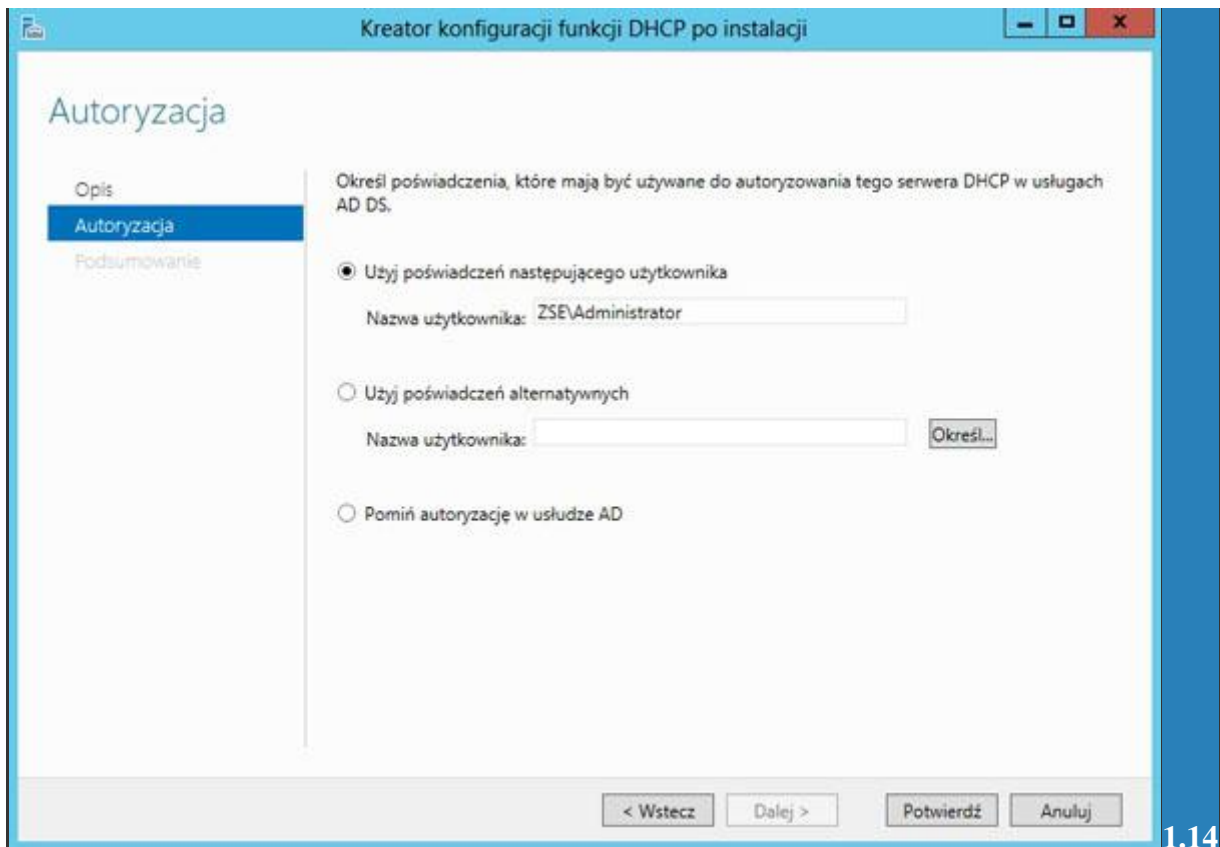 Kreator konfiguracji funkcji DHCP po instalacji
Autoryzacja
Opis
Autoryzacja
Podsumowanie
Określ poświadczenia, które mają być używane do autoryzowania tego serwera DHCP w usługach
AD DS.
Użyj poświadczeń następującego użytkownika
Nazwa użytkownika: ZSE\Administrator
Użyj poświadczeń alternatywnych
Nazwa użytkownika:
Określ...
Pomiń autoryzację w usłudze AD
< Wstecz
Dalej >
Potwierdź
Anuluj
1.14